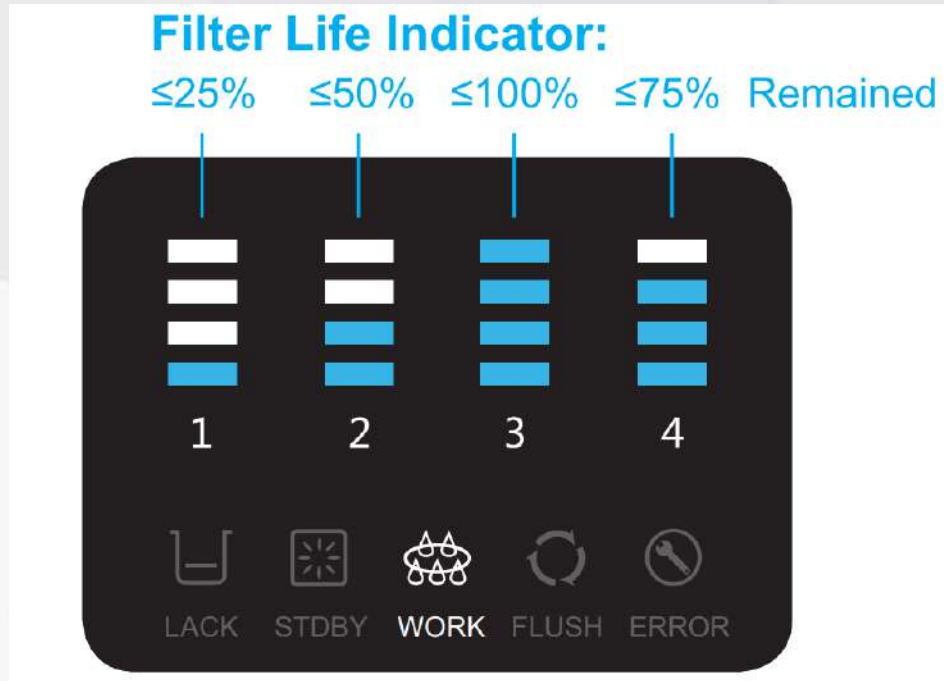 Filter Life Indicator:
≤25% ≤50% ≤100% ≤75% Remained
1 2 3 4
LACK STDBY WORK FLUSH ERROR